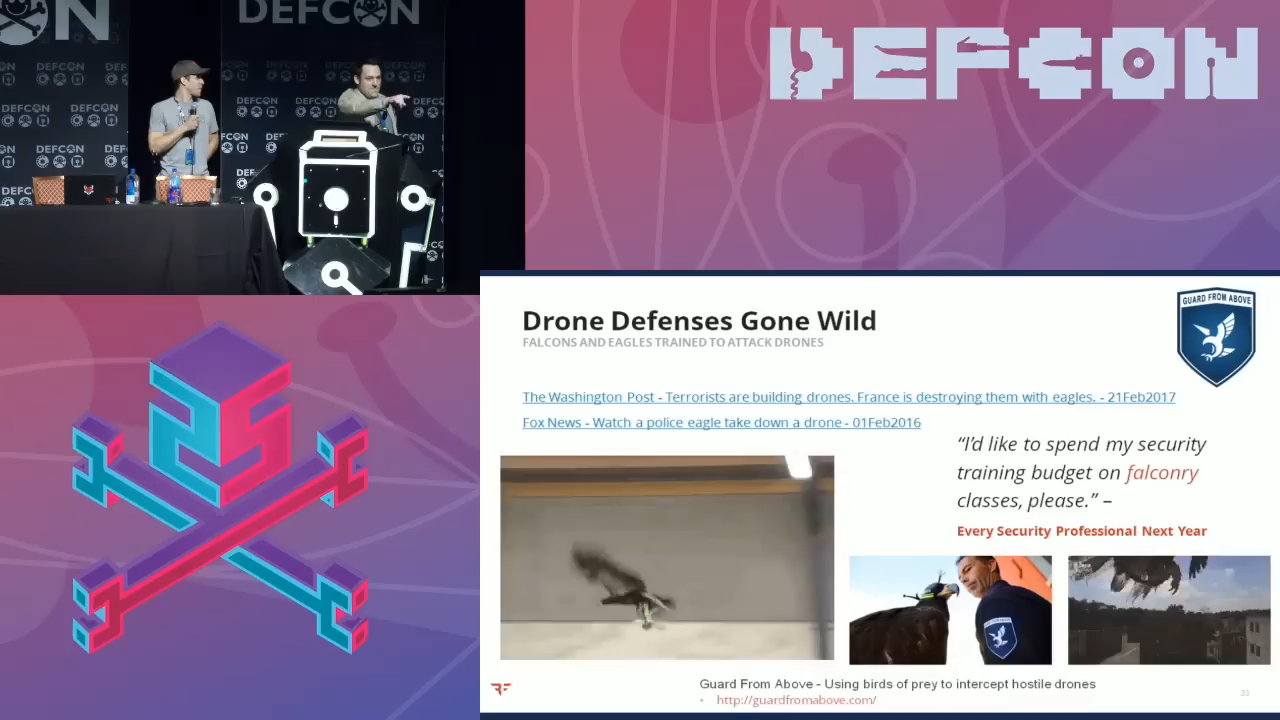 DEFCON
DEFCON
Drone Defenses Gone Wild
FALCONS AND EAGLES TRAINED TO ATTACK DRONES
GUARD FROM ABOVE
The Washington Post - Terrorists are building drones. France is destroying them with eagles. - 21Feb2017
Fox News - Watch a police eagle take down a drone - 01Feb2016
“I’d like to spend my security
training budget on falconry
classes, please.” –
Every Security Professional Next Year
Guard From Above - Using birds of prey to intercept hostile drones
• http://guardfromabove.com/
33